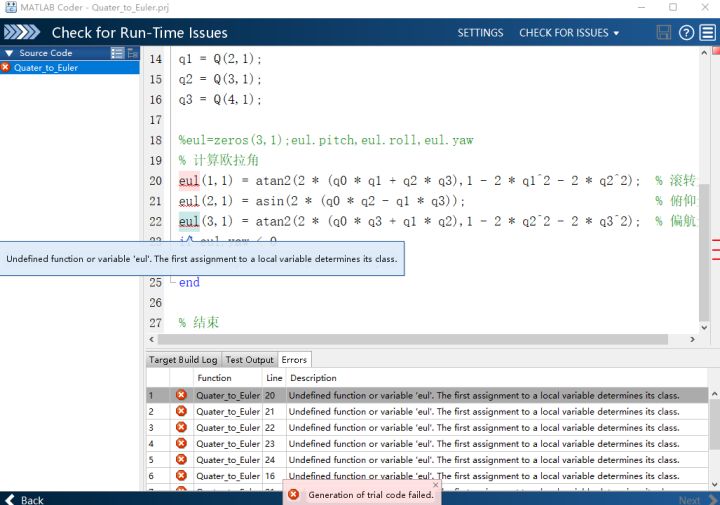 MATLAB Coder - Quater_to_Euler.prj
Check for Run-Time Issues
SETTINGS
CHECK FOR ISSUES
Source Code
Quater_to_Euler
14 q1 = Q(2,1);
15 q2 = Q(3,1);
16 q3 = Q(4,1);
17
18 %eul=zeros(3,1);eul.pitch,eul.roll,eul.yaw
19 % 计算欧拉角
20 eul(1,1) = atan2(2 * (q0 * q1 + q2 * q3),1 - 2 * q1^2 - 2 * q2^2); % 滚转
21 eul(2,1) = asin(2 * (q0 * q2 - q1 * q3)); % 俯仰
22 eul(3,1) = atan2(2 * (q0 * q3 + q1 * q2),1 - 2 * q2^2 - 2 * q3^2); % 偏航
Undefined function or variable 'eul'. The first assignment to a local variable determines its class.
25 end
26
27 % 结束
Target Build Log Test Output Errors
Function Line Description
1 Quater_to_Euler 20 Undefined function or variable 'eul'. The first assignment to a local variable determines its class.
2 Quater_to_Euler 21 Undefined function or variable 'eul'. The first assignment to a local variable determines its class.
3 Quater_to_Euler 22 Undefined function or variable 'eul'. The first assignment to a local variable determines its class.
4 Quater_to_Euler 23 Undefined function or variable 'eul'. The first assignment to a local variable determines its class.
5 Quater_to_Euler 24 Undefined function or variable 'eul'. The first assignment to a local variable determines its class.
6 Quater_to_Euler 16 Undefined function or variable 'eul'. The first assignment to a local variable determines its class.
Generation of trial code failed.
Back
Next